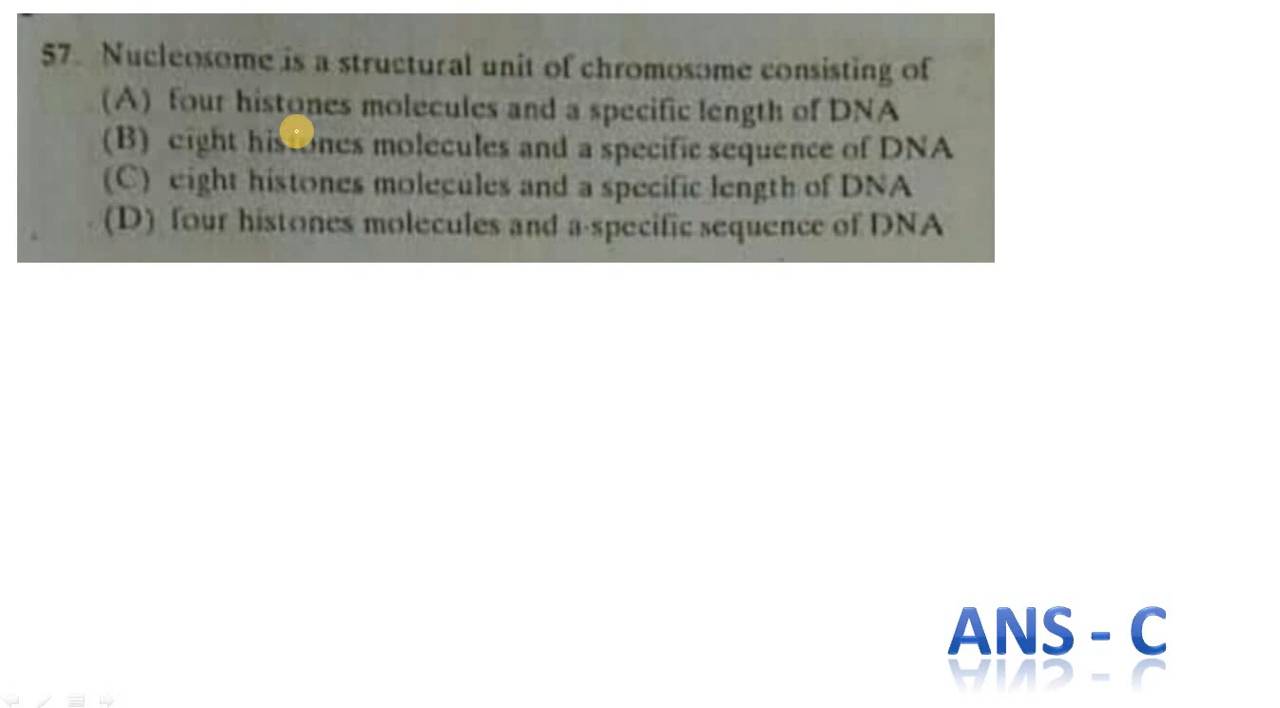 57. Nucleosome is a structural unit of chromosome consisting of
(A) four histones molecules and a specific length of DNA
(B) eight histones molecules and a specific sequence of DNA
(C) eight histones molecules and a specific length of DNA
(D) four histones molecules and a specific sequence of DNA
ANS - C